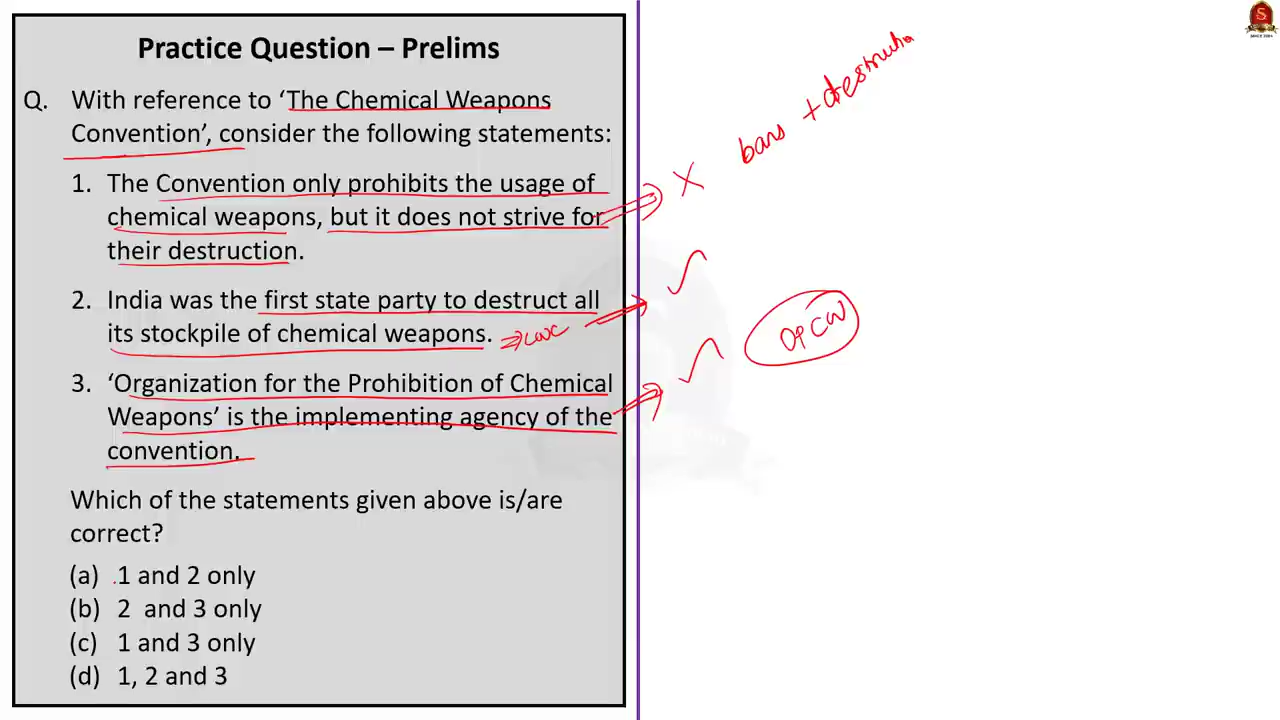 Practice Question – Prelims
Q. With reference to ‘The Chemical Weapons
Convention’, consider the following statements:
1. The Convention only prohibits the usage of
chemical weapons, but it does not strive for
their destruction.
2. India was the first state party to destruct all
its stockpile of chemical weapons.
3. ‘Organization for the Prohibition of Chemical
Weapons’ is the implementing agency of the
convention.
Which of the statements given above is/are
correct?
(a) 1 and 2 only
(b) 2 and 3 only
(c) 1 and 3 only
(d) 1, 2 and 3
bans +
OPCW
S
SINCE 2004